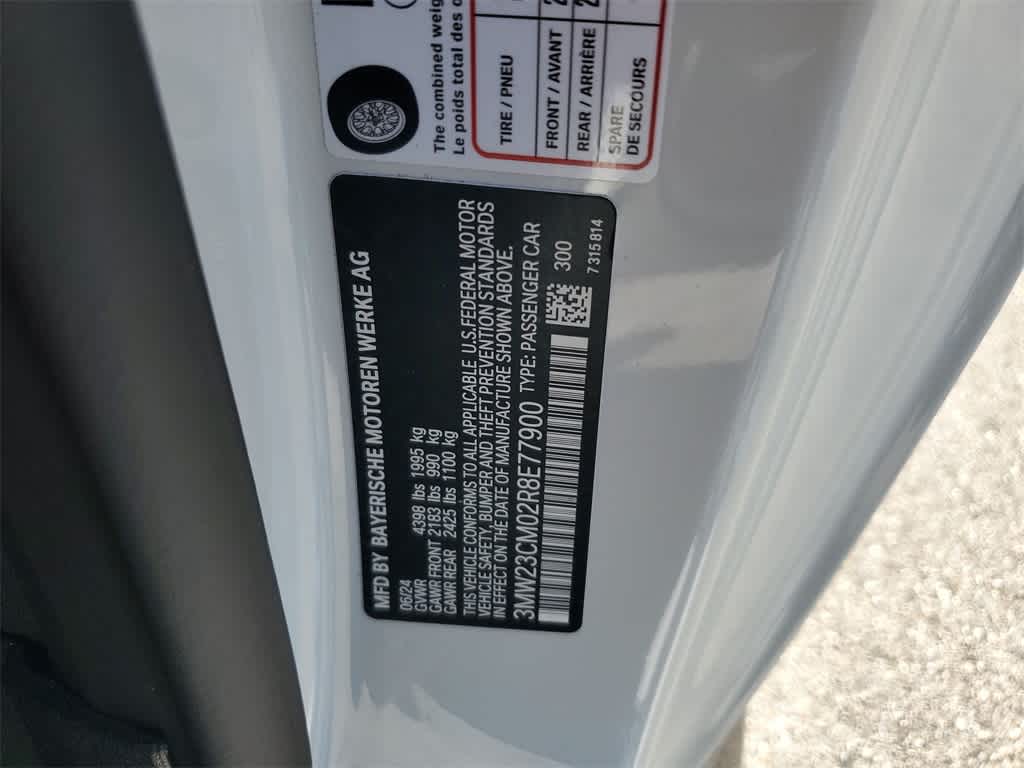 The combined weig
Le poids total des o
TIRE / PNEU
FRONT / AVANT
REAR / ARRIÈRE
SPARE
DE SECOURS
MFD BY BAYERISCHE MOTOREN WERKE AG
06/24
GVWR 4398 lbs 1995 kg
GAWR FRONT 2183 lbs 990 kg
GAWR REAR 2425 lbs 1100 kg
THIS VEHICLE CONFORMS TO ALL APPLICABLE U.S. FEDERAL MOTOR
VEHICLE SAFETY, BUMPER AND THEFT PREVENTION STANDARDS
IN EFFECT ON THE DATE OF MANUFACTURE SHOWN ABOVE.
3MW23CM02R8E77900 TYPE: PASSENGER CAR
300
7 315 814